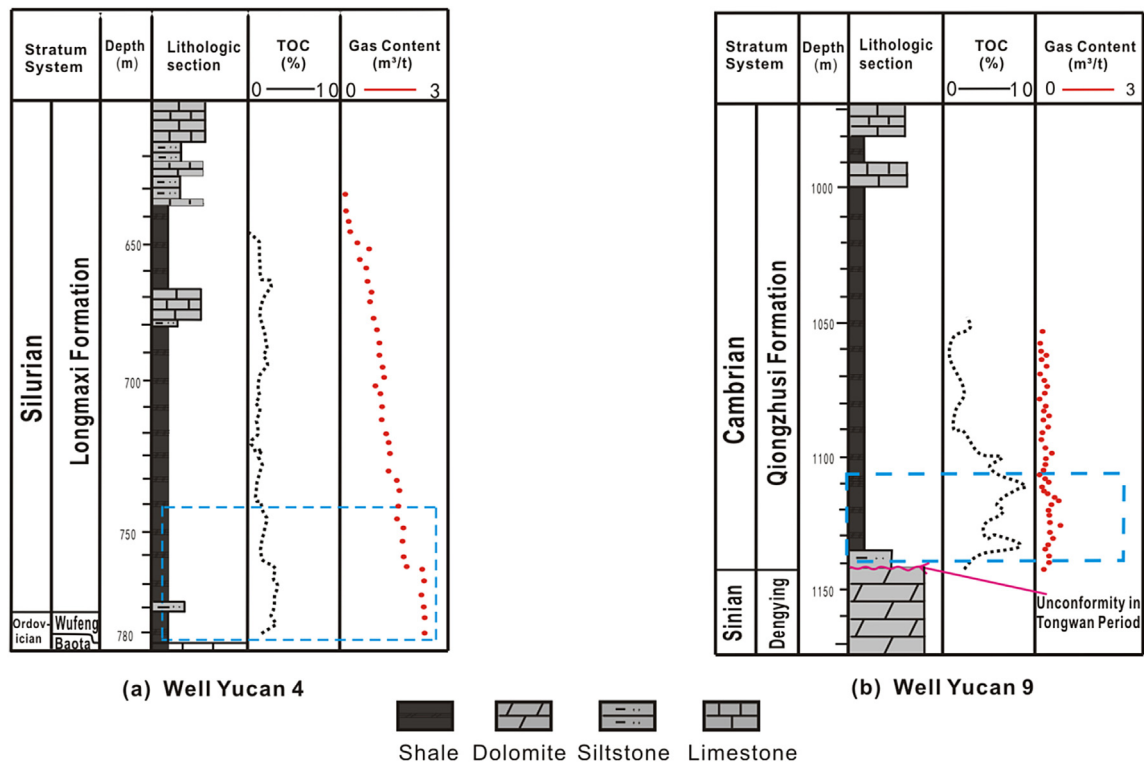 Stratum
System
Depth
(m)
Lithologic
section
TOC
(%)
0 10
Gas Content
(m³/t)
0 3
Silurian
Longmaxi Formation
650
700
750
780
Ordov-
ician
Wufeng
Baota
(a) Well Yucan 4
Stratum
System
Depth
(m)
Lithologic
section
TOC
(%)
0 10
Gas Content
(m³/t)
0 3
Cambrian
Qiongzhusi Formation
1000
1050
1100
1150
Sinian
Dengying
Unconformity in
Tongwan Period
(b) Well Yucan 9
Shale Dolomite Siltstone Limestone